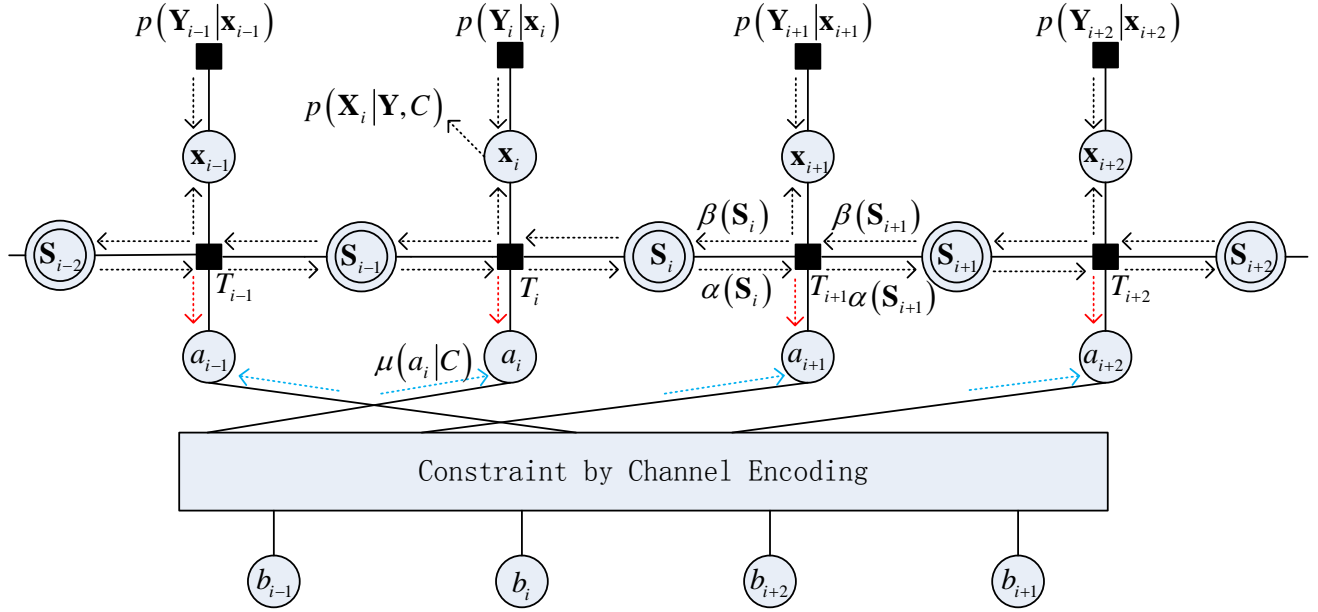 p(Y_{i−1}|x_{i−1}) p(Y_i|x_i) p(Y_{i+1}|x_{i+1}) p(Y_{i+2}|x_{i+2})
p(X_i|Y,C)
x_{i−1} x_i x_{i+1} x_{i+2}
β(S_i) β(S_{i+1})
S_{i−2} S_{i−1} S_i S_{i+1} S_{i+2}
T_{i−1} T_i α(S_i) T_{i+1} α(S_{i+1}) T_{i+2}
a_{i−1} μ(a_i|C) a_i a_{i+1} a_{i+2}
Constraint by Channel Encoding
b_{i−1} b_i b_{i+2} b_{i+1}